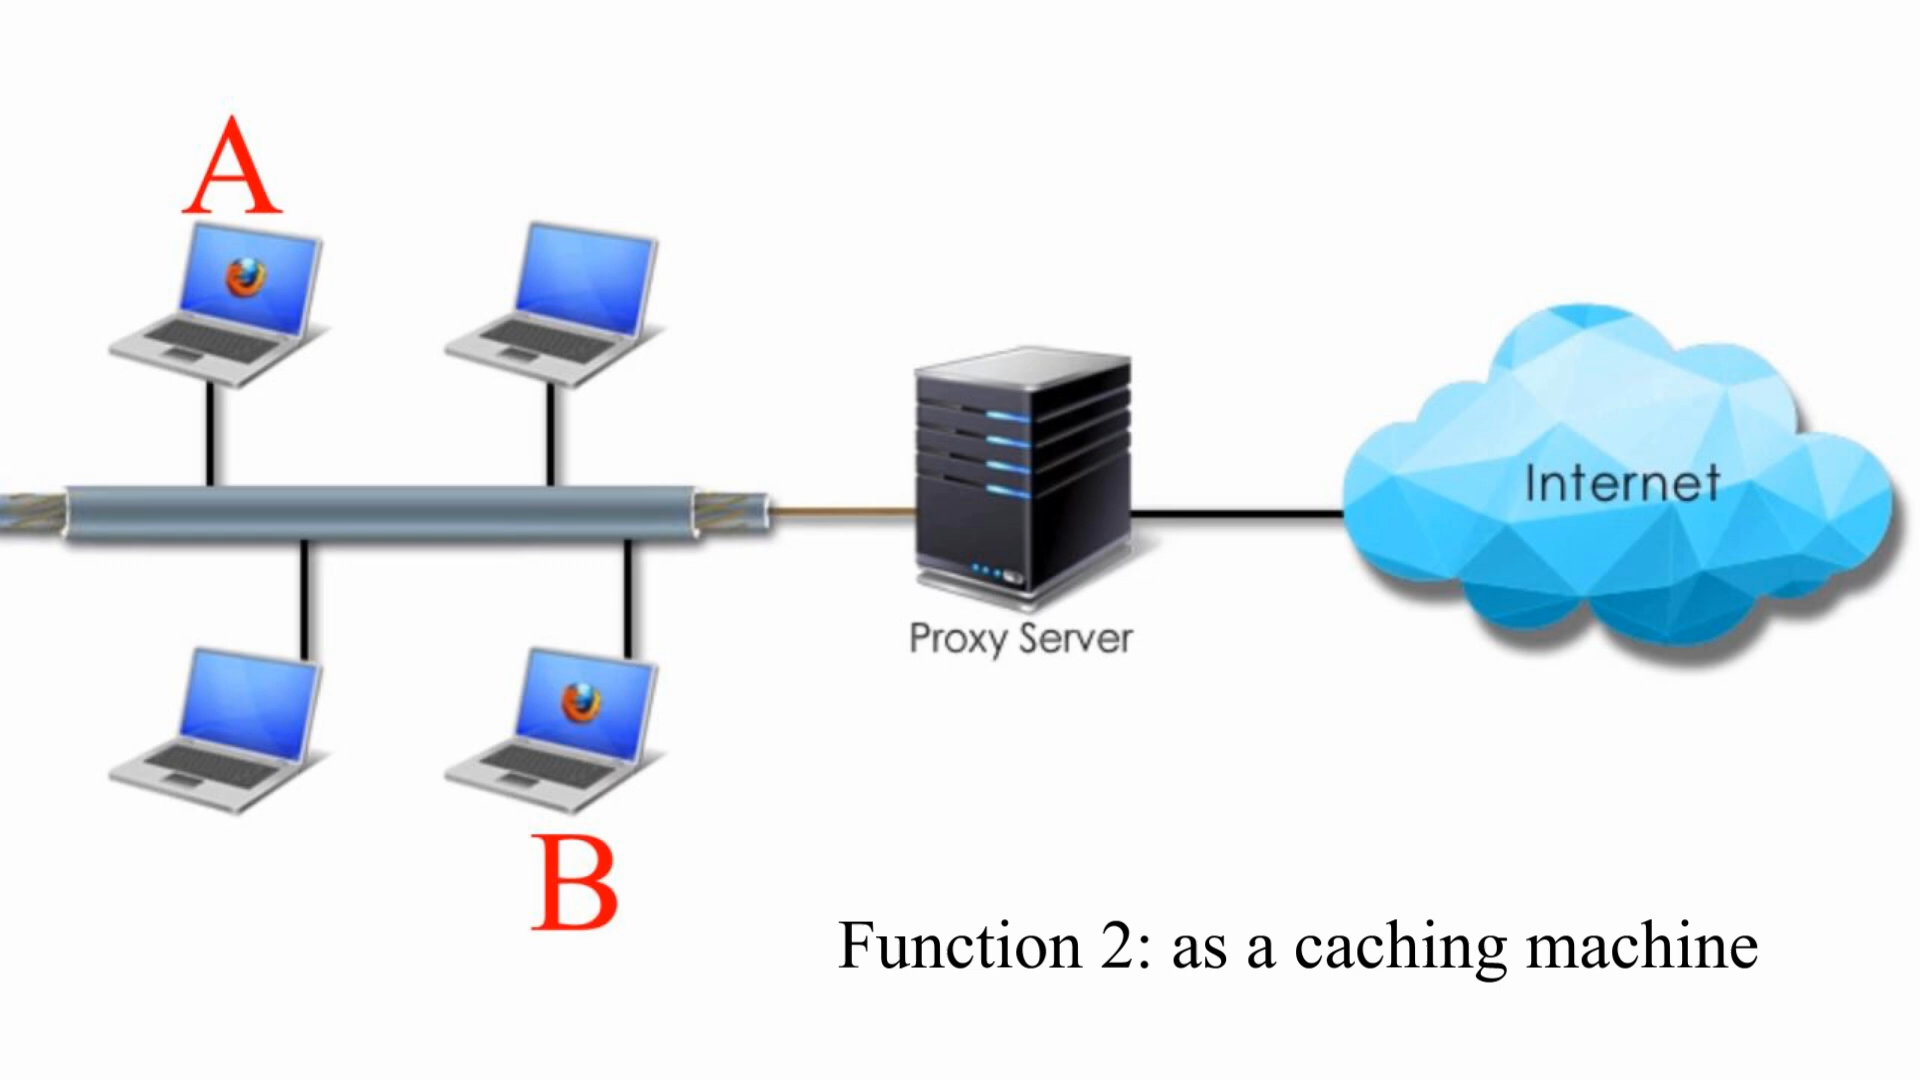 A
Internet
Proxy Server
B
Function 2: as a caching machine